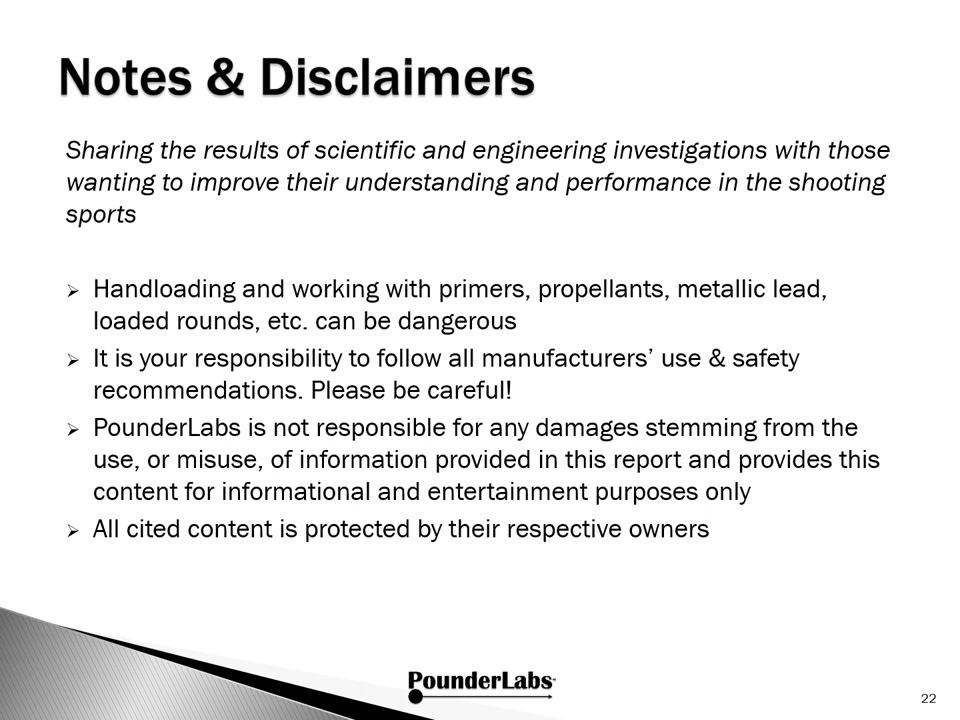 Notes & Disclaimers
Sharing the results of scientific and engineering investigations with those
wanting to improve their understanding and performance in the shooting
sports
➢ Handloading and working with primers, propellants, metallic lead,
loaded rounds, etc. can be dangerous
➢ It is your responsibility to follow all manufacturers’ use & safety
recommendations. Please be careful!
➢ PounderLabs is not responsible for any damages stemming from the
use, or misuse, of information provided in this report and provides this
content for informational and entertainment purposes only
➢ All cited content is protected by their respective owners
PounderLabs™
22